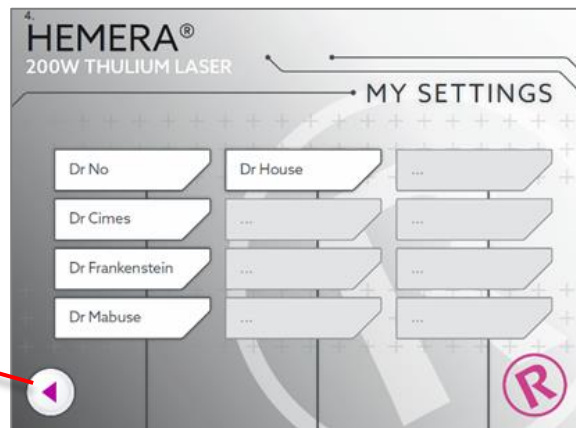 4.
HEMERA®
200W THULIUM LASER
MY SETTINGS
Dr No
Dr House
...
Dr Cimes
...
...
Dr Frankenstein
...
...
Dr Mabuse
...
...
R